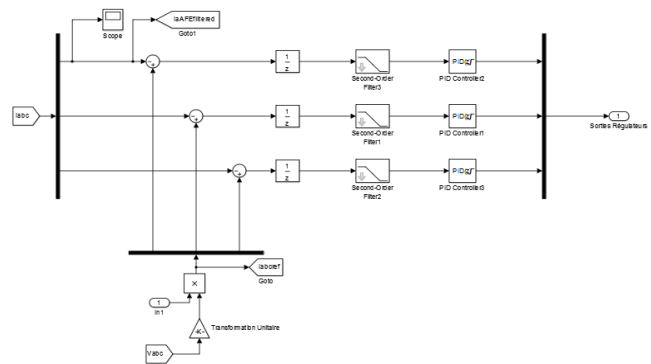 IaAFEfiltered
Scope
Goto1
1
z
Second-Order
Filter3
PID
PID Controller2
Iabc
1
z
Second-Order
Filter1
PID
PID Controller1
1
Sorties Régulateurs
1
z
Second-Order
Filter2
PID
PID Controller3
Iabcref
Goto
×
1
In1
-K-
Transformation Unitaire
Vabc